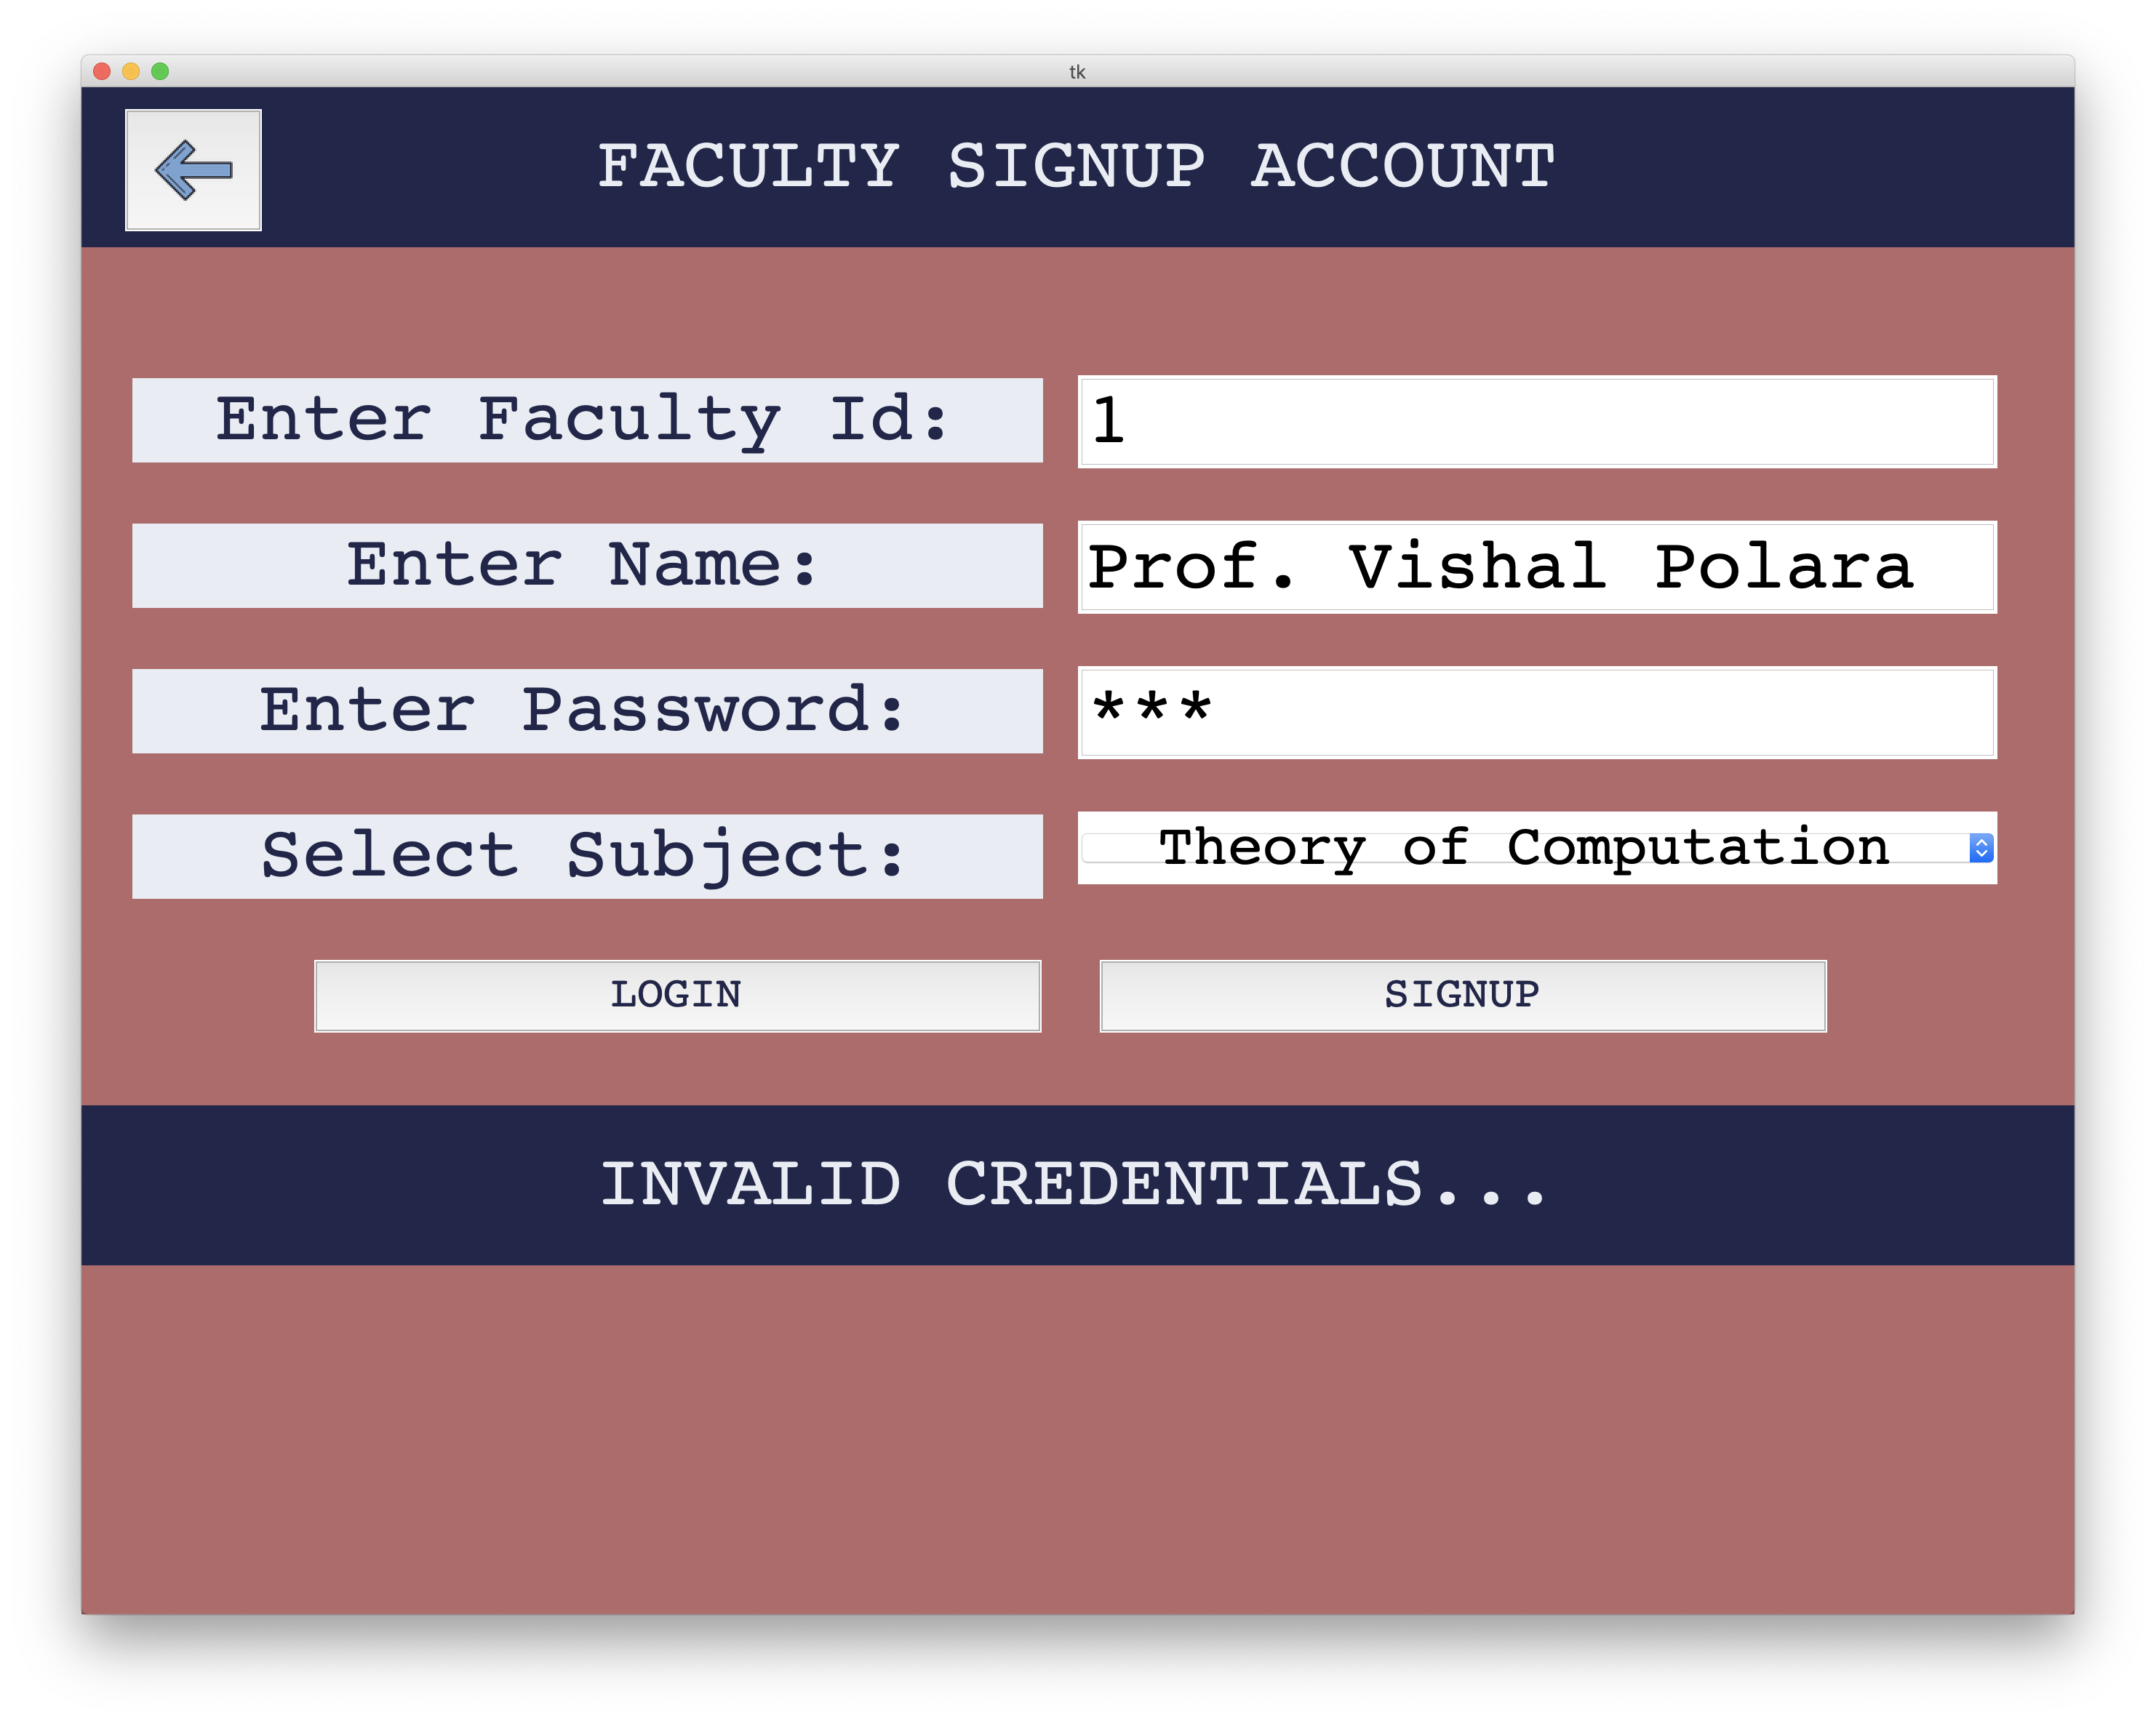 tk
FACULTY SIGNUP ACCOUNT
Enter Faculty Id: 1
Enter Name: Prof. Vishal Polara
Enter Password: ***
Select Subject: Theory of Computation
LOGIN SIGNUP
INVALID CREDENTIALS...